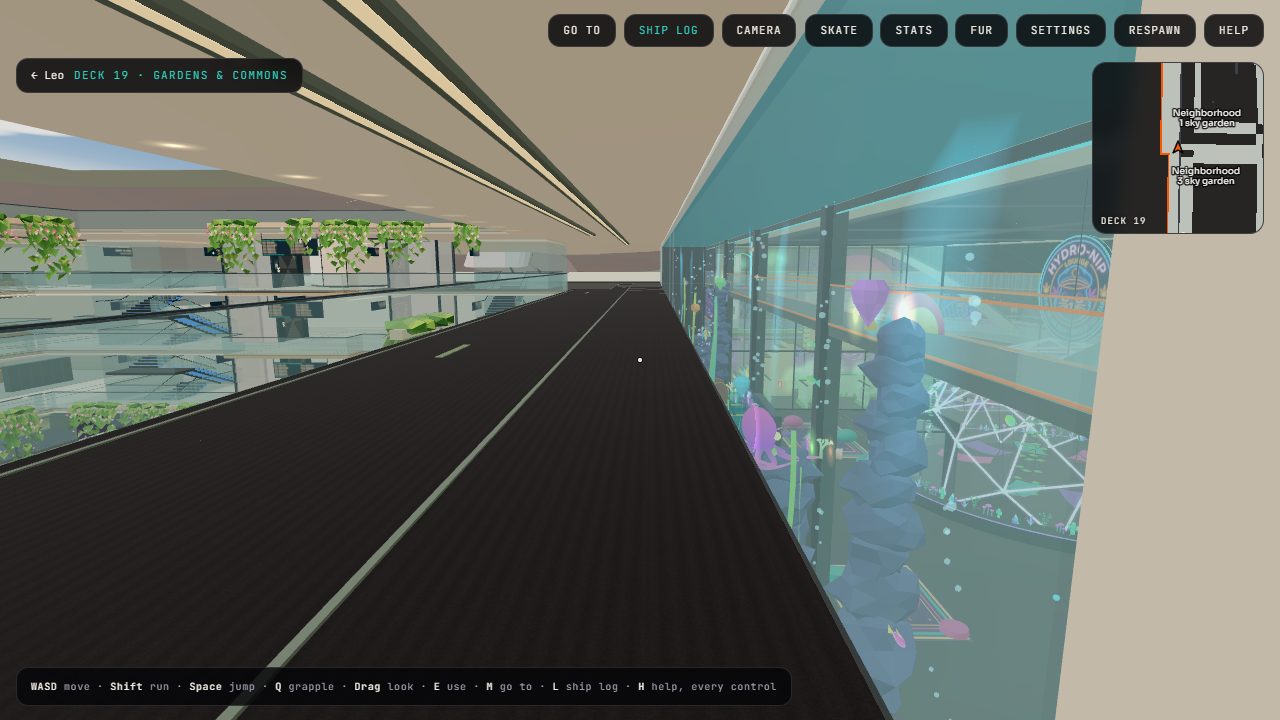 GO TO
SHIP LOG
CAMERA
SKATE
STATS
FUR
SETTINGS
RESPAWN
HELP
← Leo DECK 19 · GARDENS & COMMONS
Neighborhood
1 sky garden
Neighborhood
3 sky garden
DECK 19
HYDRO-NIP
LOUNGE
WASD move · Shift run · Space jump · Q grapple · Drag look · E use · M go to · L ship log · H help, every control